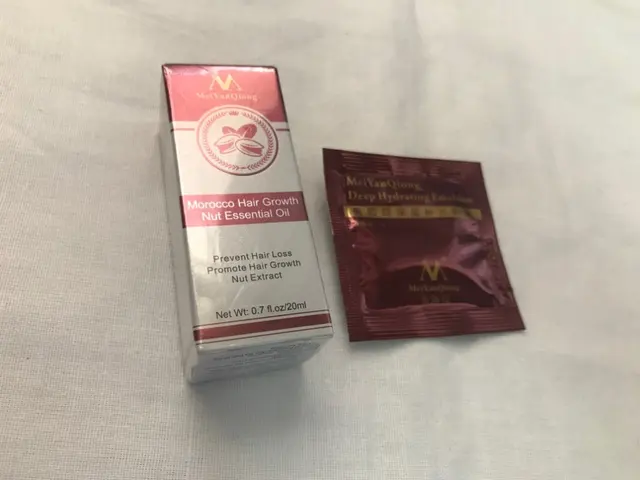 MeiYanQiong
Morocco Hair Growth
Nut Essential Oil
Prevent Hair Loss
Promote Hair Growth
Nut Extract
Net Wt: 0.7 fl.oz/20ml
MeiYanQiong
Deep Hydrating Emulsion
MeiYanQiong